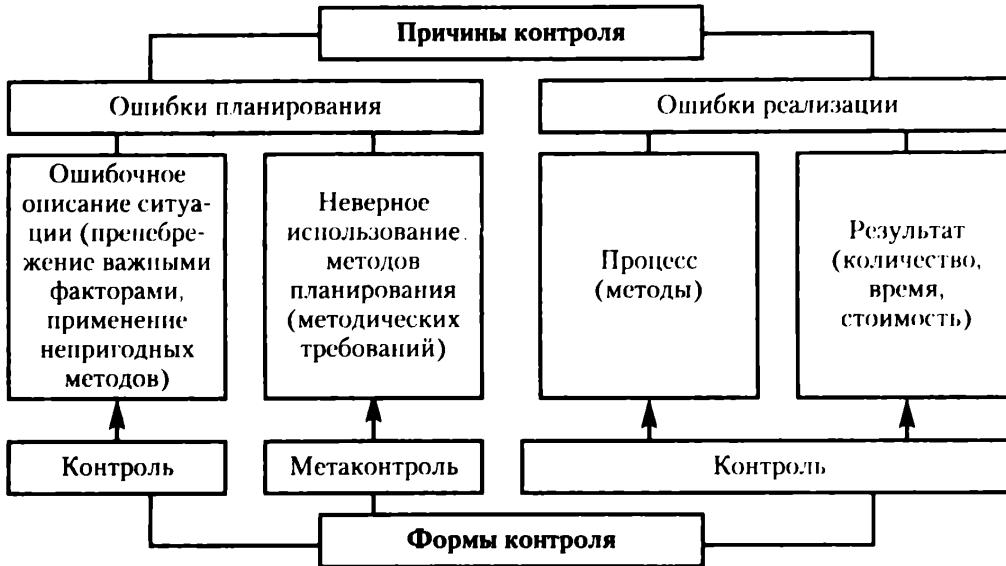 Причины контроля
Ошибки планирования
Ошибки реализации
Ошибочное
описание ситуа-
ции (пренебре-
жение важными
факторами,
применение
непригодных
методов)
Неверное
использование
методов
планирования
(методических
требований)
Процесс
(методы)
Результат
(количество,
время,
стоимость)
Контроль
Метаконтроль
Контроль
Формы контроля